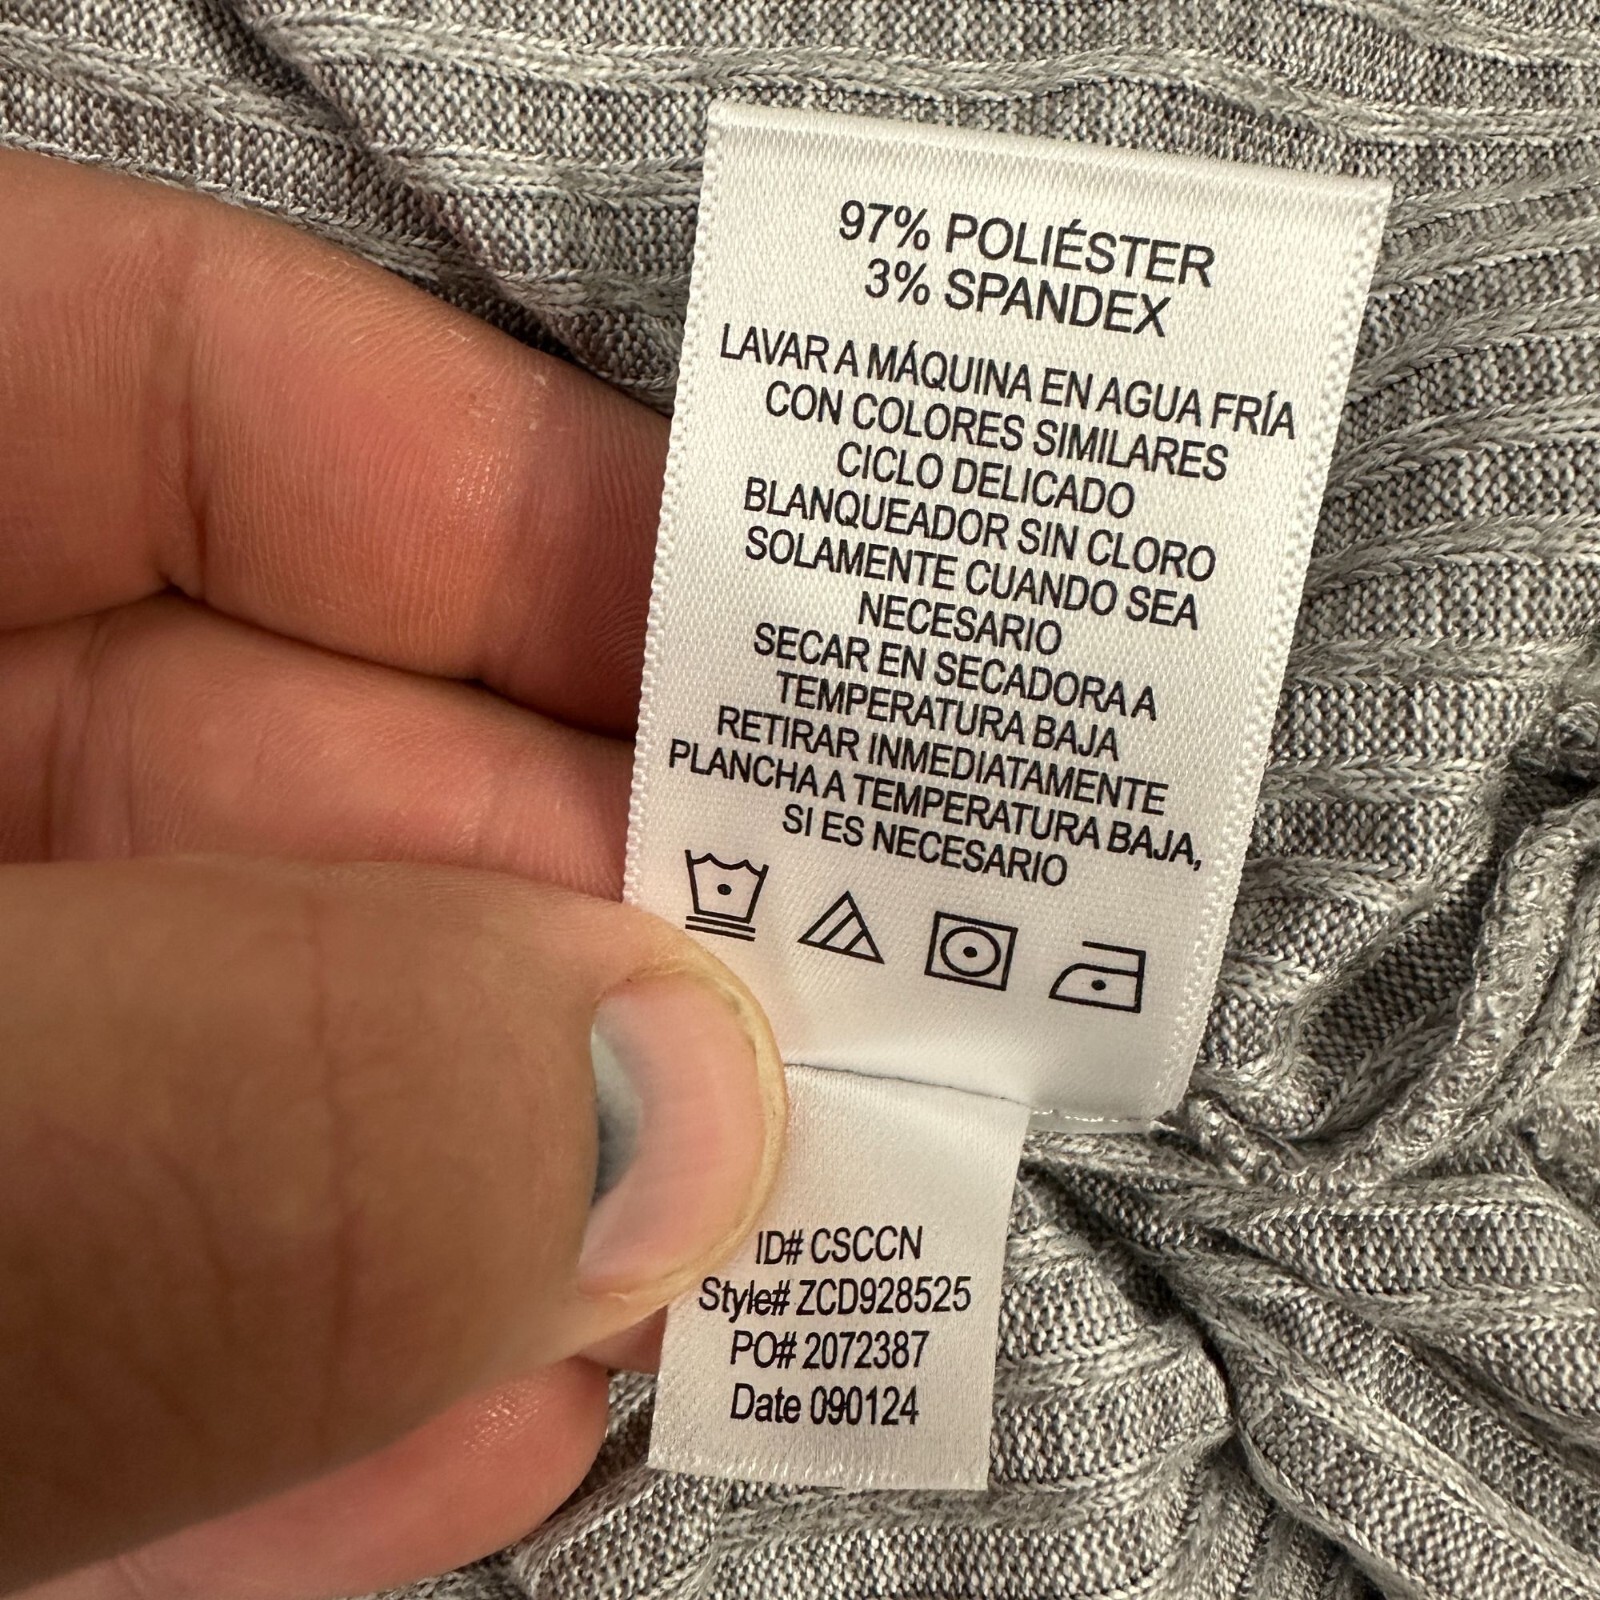 97% POLIÉSTER
3% SPANDEX
LAVAR A MÁQUINA EN AGUA FRÍA
CON COLORES SIMILARES
CICLO DELICADO
BLANQUEADOR SIN CLORO
SOLAMENTE CUANDO SEA
NECESARIO
SECAR EN SECADORA A
TEMPERATURA BAJA
RETIRAR INMEDIATAMENTE
PLANCHA A TEMPERATURA BAJA,
SI ES NECESARIO
ID# CSCCN
Style# ZCD928525
PO# 2072387
Date 090124